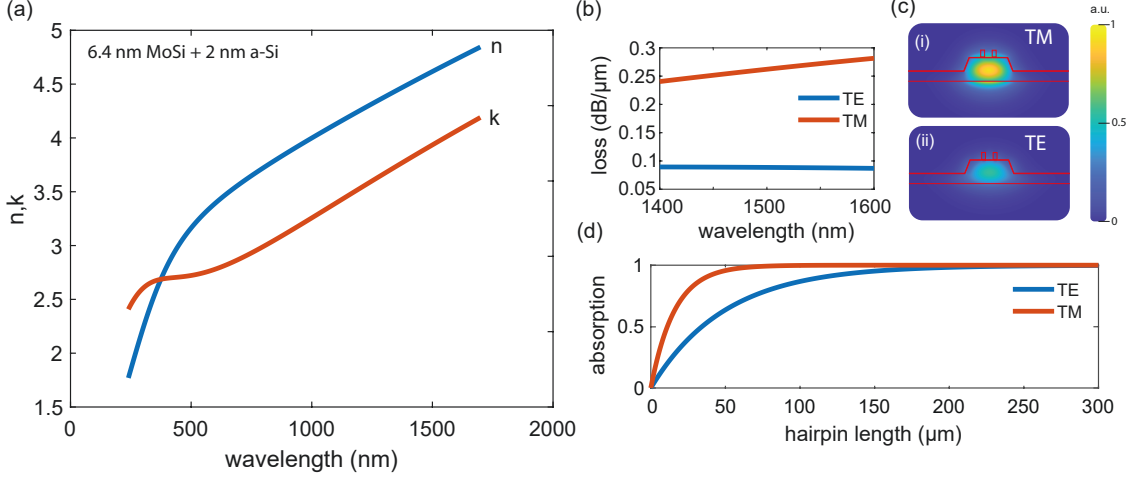 (a)
6.4 nm MoSi + 2 nm a-Si
n
k
n,k
5
4.5
4
3.5
3
2.5
2
1.5
0
500
1000
1500
2000
wavelength (nm)
(b)
loss (dB/μm)
0.3
0.25
0.2
0.15
0.1
0.05
TE
TM
1400
1500
1600
wavelength (nm)
(c)
(i)
TM
(ii)
TE
a.u.
1
0.5
0
(d)
absorption
1
0.5
0
TE
TM
0
50
100
150
200
250
300
hairpin length (μm)